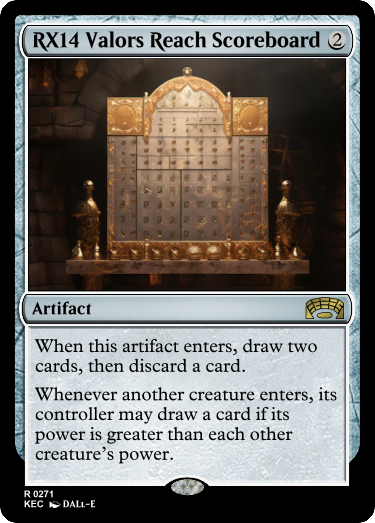 RX14 Valors Reach Scoreboard 2
Artifact
When this artifact enters, draw two
cards, then discard a card.
Whenever another creature enters, its
controller may draw a card if its
power is greater than each other
creature's power.
R 0271
KEC DALL-E